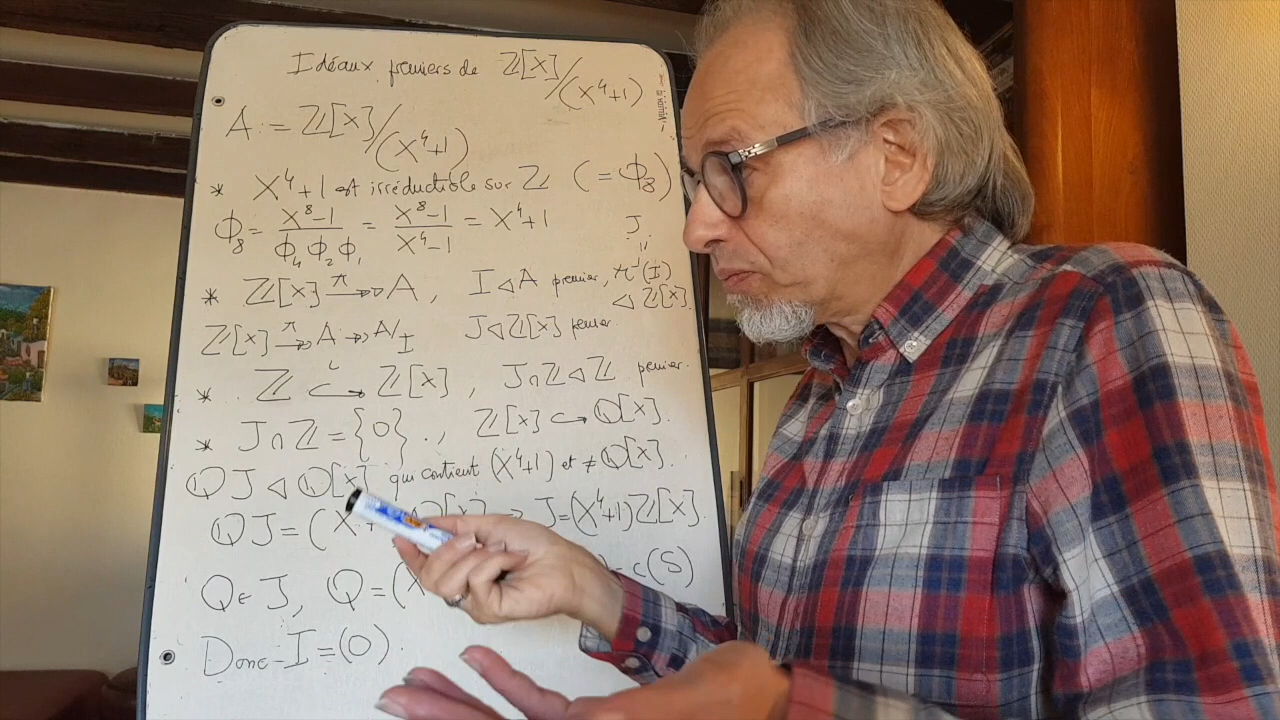 Idéaux premiers de ℤ[X]/(X⁴+1)
A := ℤ[X]/(X⁴+1)
* X⁴+1 est irréductible sur ℤ (= Φ₈)
Φ₈ = X⁸-1/Φ₄Φ₂Φ₁ = X⁸-1/X⁴-1 = X⁴+1
* ℤ[X] ↠π A, I ◁ A premier, J = π⁻¹(I) ◁ ℤ[X].
ℤ[X] ↠π A ↠ A/I J ◁ ℤ[X] premier.
* ℤ ↪i ℤ[X], J∩ℤ ◁ ℤ premier.
* J∩ℤ = {0}., ℤ[X] ↪ ℚ[X].
ℚJ ◁ ℚ[X] qui contient (X⁴+1) et ≠ ℚ[X].
ℚJ = (X ℚ[X] J = (X⁴+1)ℤ[X].
Q ∈ J, Q = (X = c(S)
Donc I = (0).